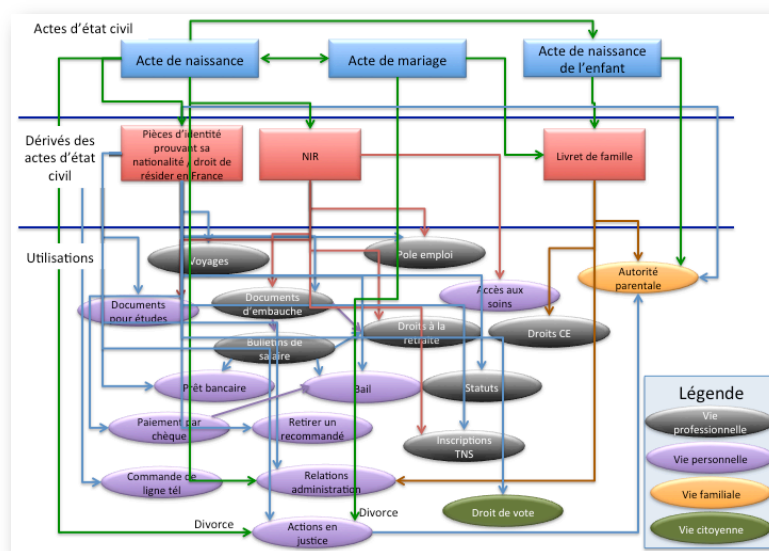 Actes d'état civil
Acte de naissance
Acte de mariage
Acte de naissance
de l'enfant
Dérivés des
actes d'état
civil
Pièces d'identité
prouvant sa
nationalité / droit de
résider en France
NIR
Livret de famille
Utilisations
Voyages
Pole emploi
Autorité
parentale
Documents
pour études
Documents
d'embauche
Accès aux
soins
Droits à la
retraite
Droits CE
Bulletins de
salaire
Prêt bancaire
Bail
Statuts
Légende
Vie
professionnelle
Vie personnelle
Vie familiale
Vie citoyenne
Paiement par
chèque
Retirer un
recommandé
Inscriptions
TNS
Commande de
ligne tél
Relations
administration
Droit de vote
Divorce
Divorce
Actions en
justice